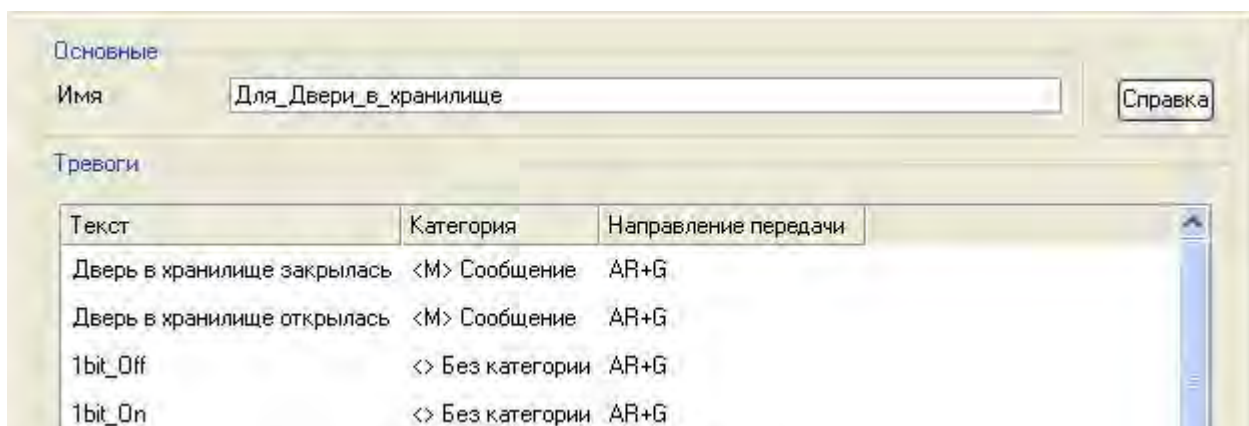 Основные
Имя Для_Двери_в_хранилище Справка
Тревоги
Текст Категория Направление передачи
Дверь в хранилище закрылась <M> Сообщение AR+G
Дверь в хранилище открылась <M> Сообщение AR+G
1bit_Off <> Без категории AR+G
1bit_On <> Без категории AR+G